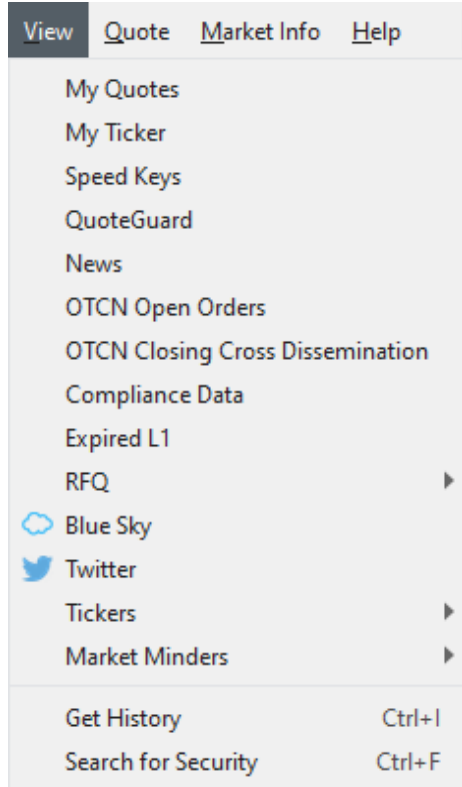 View Quote Market Info Help
My Quotes
My Ticker
Speed Keys
QuoteGuard
News
OTCN Open Orders
OTCN Closing Cross Dissemination
Compliance Data
Expired L1
RFQ
Blue Sky
Twitter
Tickers
Market Minders
Get History Ctrl+I
Search for Security Ctrl+F